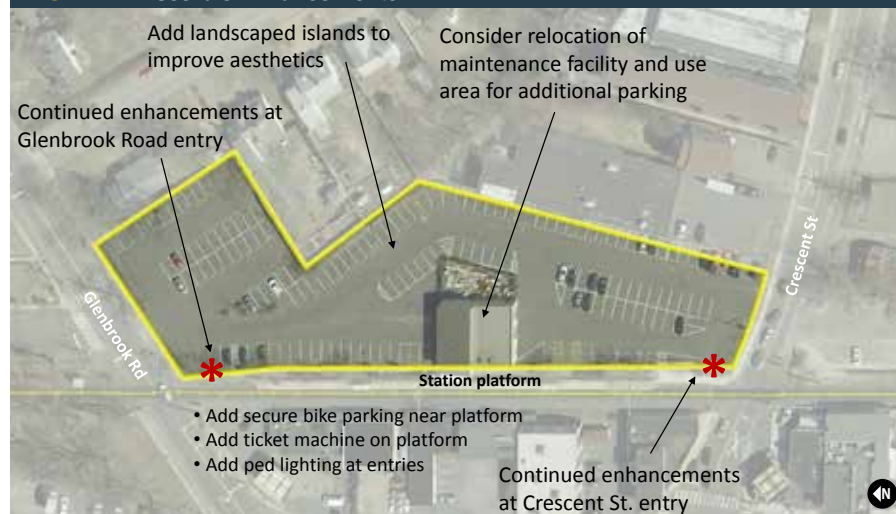 Add landscaped islands to
improve aesthetics
Consider relocation of
maintenance facility and use
area for additional parking
Continued enhancements at
Glenbrook Road entry
Crescent St
Glenbrook Rd
Station platform
• Add secure bike parking near platform
• Add ticket machine on platform
• Add ped lighting at entries
Continued enhancements
at Crescent St. entry
N